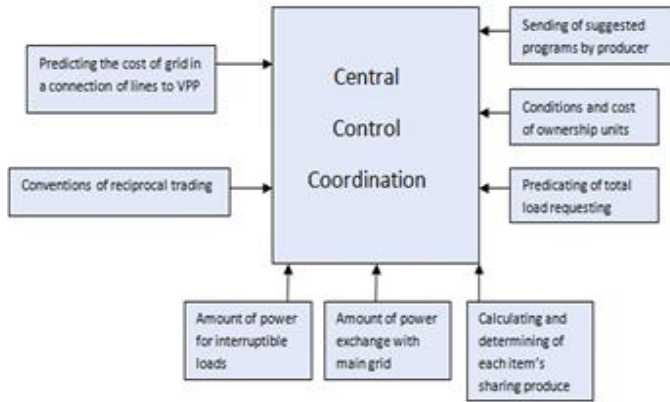 Predicting the cost of grid in
a connection of lines to VPP
Conventions of reciprocal trading
Central
Control
Coordination
Sending of suggested
programs by producer
Conditions and cost
of ownership units
Predicating of total
load requesting
Amount of power
for interruptible
loads
Amount of power
exchange with
main grid
Calculating and
determining of
each item's
sharing produce